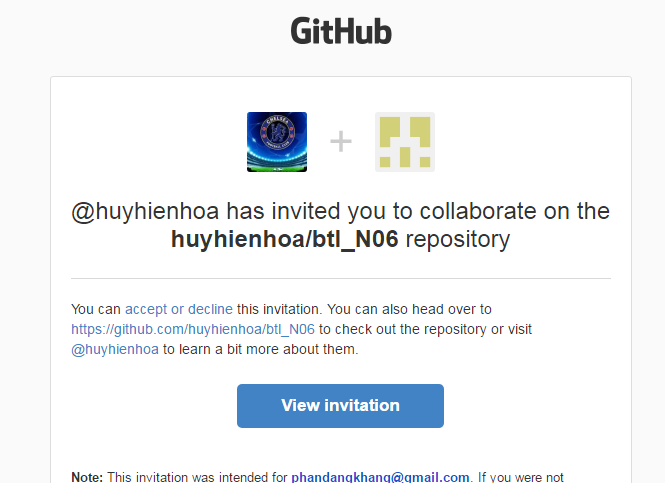 GitHub
CHELSEA
FOOTBALL CLUB
+
@huyhienhoa has invited you to collaborate on the
huyhienhoa/btl_N06 repository
You can accept or decline this invitation. You can also head over to
https://github.com/huyhienhoa/btl_N06 to check out the repository or visit
@huyhienhoa to learn a bit more about them.
View invitation
Note: This invitation was intended for phandangkhang@gmail.com. If you were not